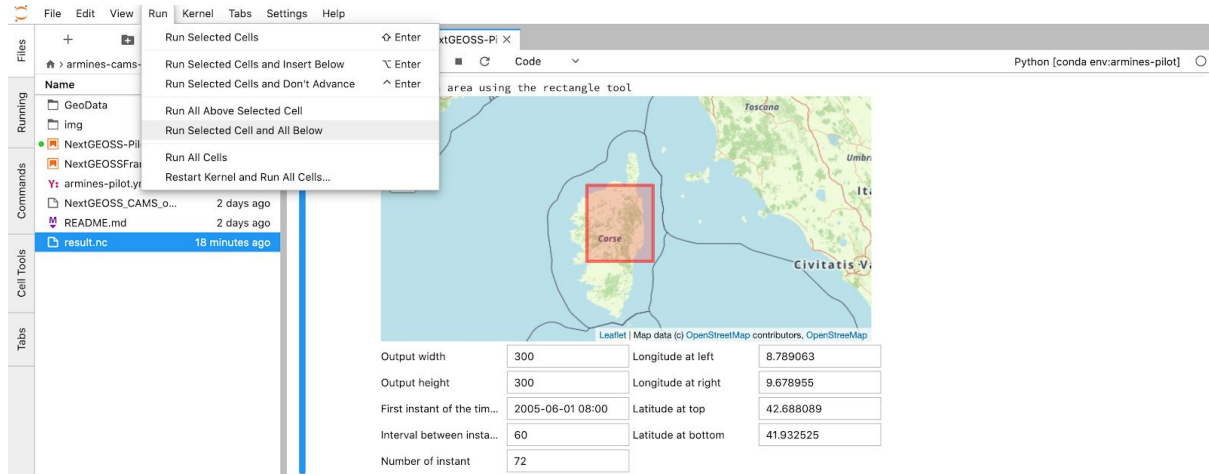 File Edit View Run Kernel Tabs Settings Help
Files
Running
Commands
Cell Tools
Tabs
armines-cams-
Name
GeoData
img
NextGEOSS-Pil
NextGEOSSFra
armines-pilot.yr
NextGEOSS_CAMS_o... 2 days ago
README.md 2 days ago
result.nc 18 minutes ago
Run Selected Cells ⇧ Enter
Run Selected Cells and Insert Below ⌥ Enter
Run Selected Cells and Don't Advance ^ Enter
Run All Above Selected Cell
Run Selected Cell and All Below
Run All Cells
Restart Kernel and Run All Cells...
xtGEOSS-Pi
Code
Python [conda env:armines-pilot]
area using the rectangle tool
Toscana
Umbri
Ita
Corse
Civitatis Va
Leaflet | Map data (c) OpenStreetMap contributors, OpenStreeMap
Output width 300 Longitude at left 8.789063
Output height 300 Longitude at right 9.678955
First instant of the tim... 2005-06-01 08:00 Latitude at top 42.688089
Interval between insta... 60 Latitude at bottom 41.932525
Number of instant 72